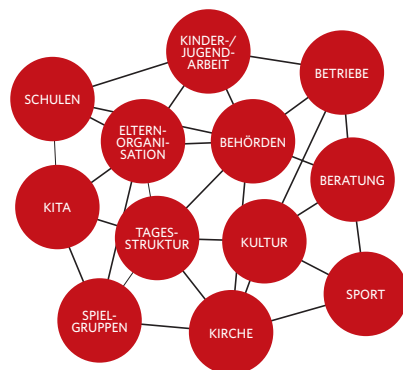 KINDER-/
JUGEND-
ARBEIT
BETRIEBE
SCHULEN
ELTERN-
ORGANI-
SATION
BEHÖRDEN
BERATUNG
KITA
TAGES-
STRUKTUR
KULTUR
SPORT
SPIEL-
GRUPPEN
KIRCHE